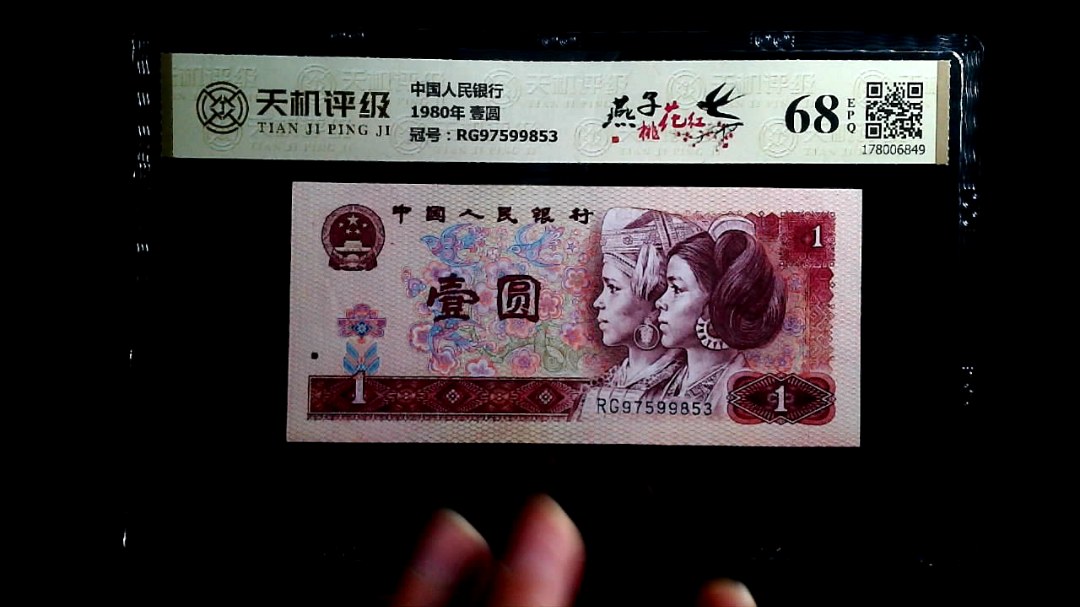 天机评级
TIAN JI PING JI
中国人民银行
1980年 壹圆
冠号：RG97599853
燕子
桃花红
68
EPQ
178006849
中國人民銀行
1
壹圆
1
RG97599853
1